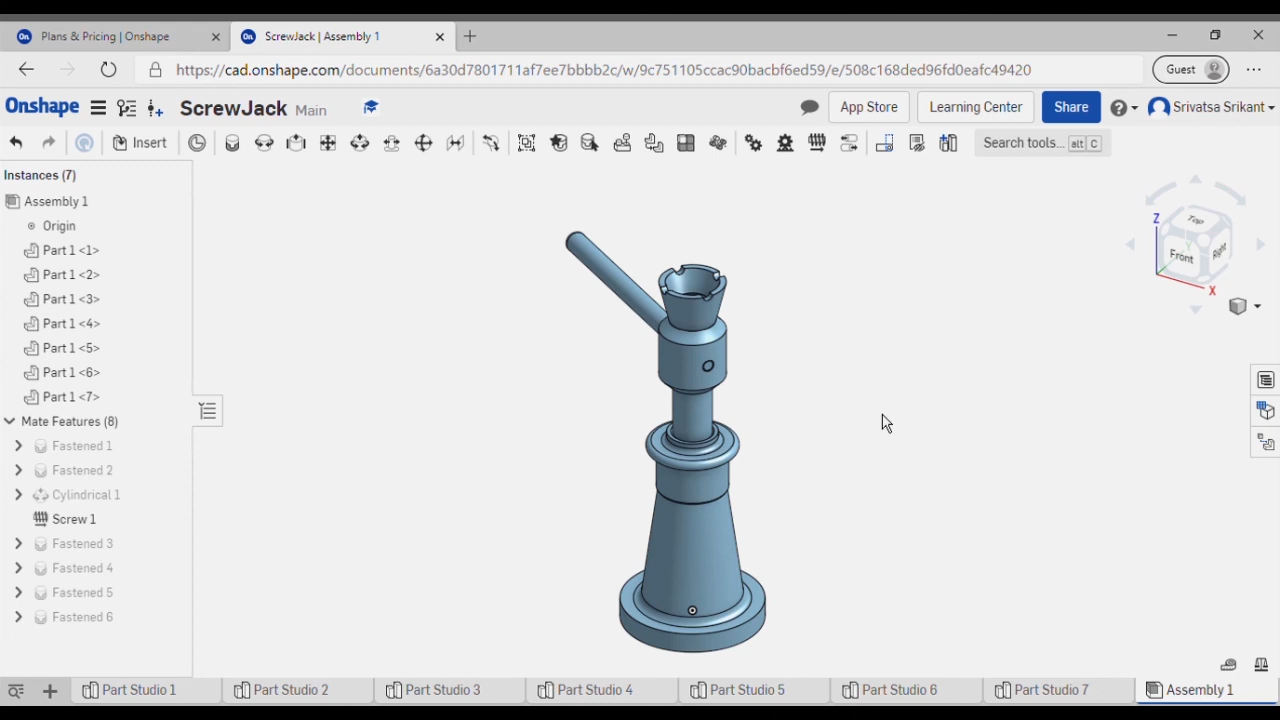 Plans & Pricing | Onshape
ScrewJack | Assembly 1
https://cad.onshape.com/documents/6a30d7801711af7ee7bbbb2c/w/9c751105ccac90bacbf6ed59/e/508c168ded96fd0eafc49420
Guest
Onshape
ScrewJack Main
App Store
Learning Center
Share
Srivatsa Srikant
Insert
Search tools... alt C
Instances (7)
Assembly 1
Origin
Part 1 <1>
Part 1 <2>
Part 1 <3>
Part 1 <4>
Part 1 <5>
Part 1 <6>
Part 1 <7>
Mate Features (8)
Fastened 1
Fastened 2
Cylindrical 1
Screw 1
Fastened 3
Fastened 4
Fastened 5
Fastened 6
Z
Top
Y
Front
Right
X
Part Studio 1
Part Studio 2
Part Studio 3
Part Studio 4
Part Studio 5
Part Studio 6
Part Studio 7
Assembly 1